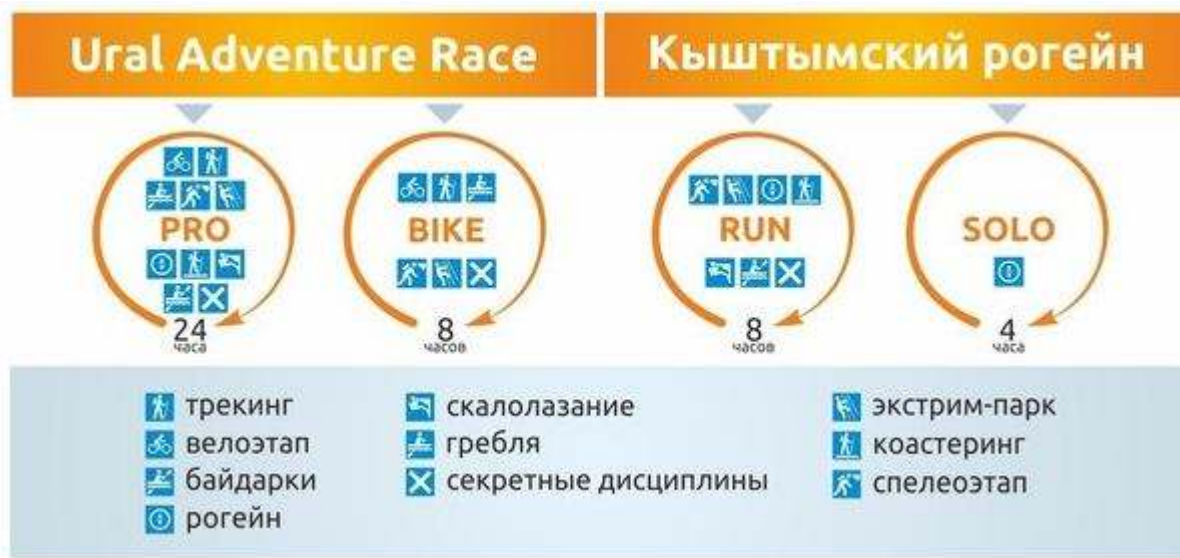 Ural Adventure Race
Кыштымский рогейн
PRO
24
часа
BIKE
8
часов
RUN
8
часов
SOLO
4
часа
трекинг
велоэтап
байдарки
рогейн
скалолазание
гребля
секретные дисциплины
экстрим-парк
коастеринг
спелеоэтап